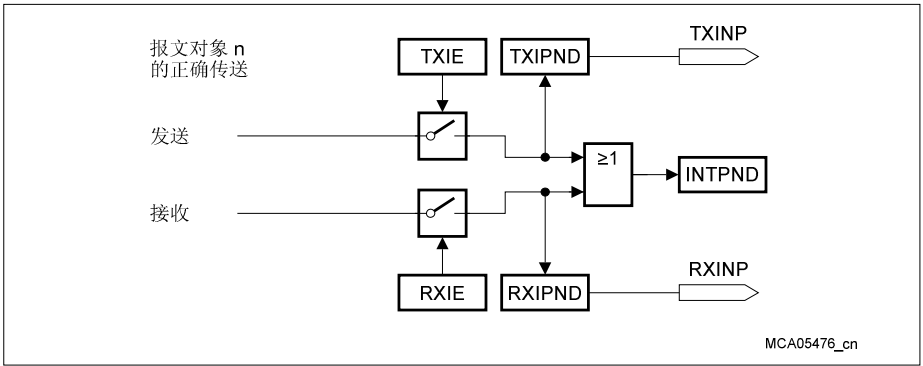 报文对象 n
的正确传送
TXIE
TXIPND
TXINP
发送
≥1
INTPND
接收
RXIE
RXIPND
RXINP
MCA05476_cn